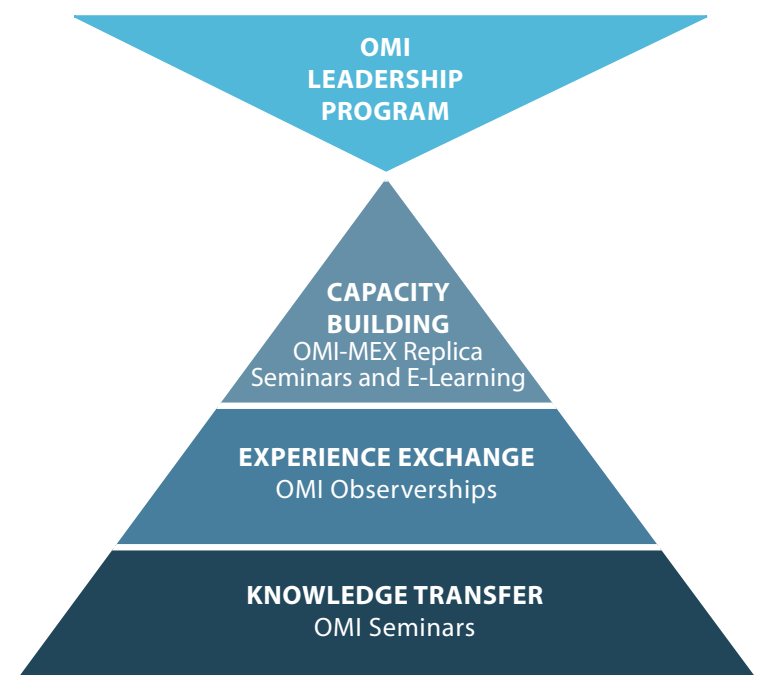 OMI
LEADERSHIP
PROGRAM
CAPACITY
BUILDING
OMI-MEX Replica
Seminars and E-Learning
EXPERIENCE EXCHANGE
OMI Observerships
KNOWLEDGE TRANSFER
OMI Seminars